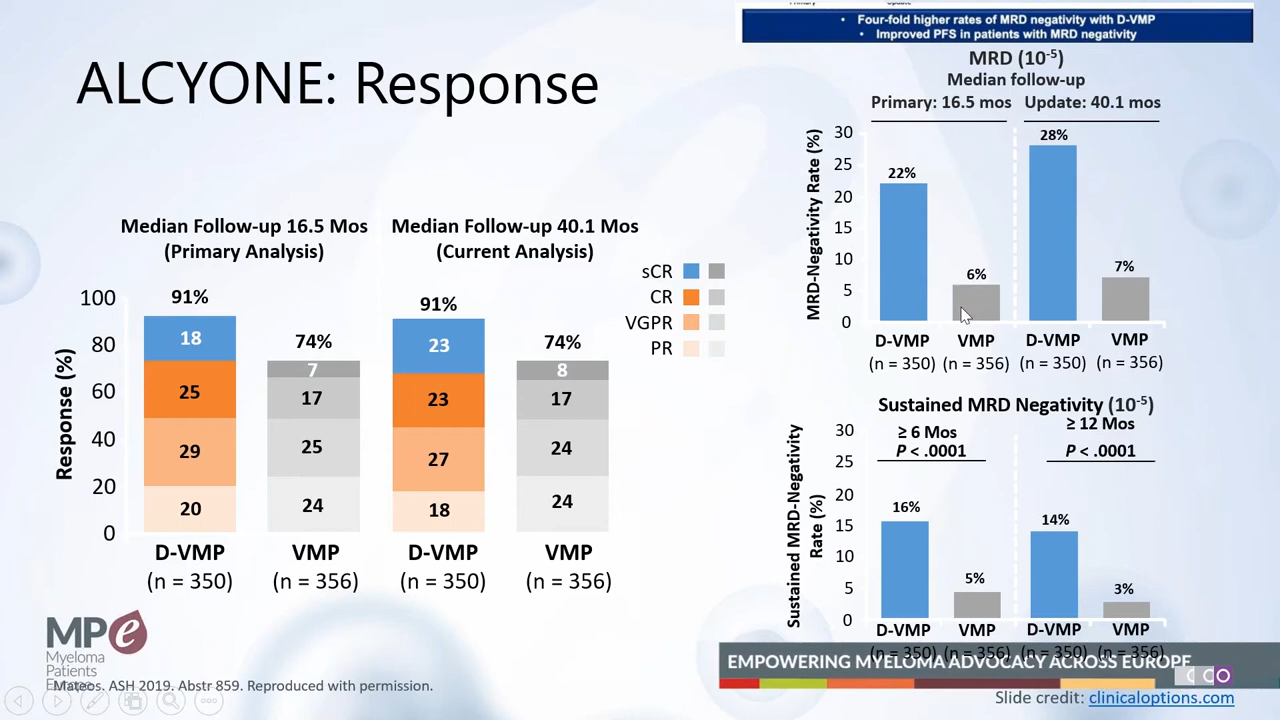 Primary Update
• Four-fold higher rates of MRD negativity with D-VMP
• Improved PFS in patients with MRD negativity
ALCYONE: Response
Median Follow-up 16.5 Mos
(Primary Analysis)
Median Follow-up 40.1 Mos
(Current Analysis)
sCR
CR
VGPR
PR
Response (%)
100
80
60
40
20
0
91%
18
25
29
20
74%
7
17
25
24
91%
23
23
27
18
74%
8
17
24
24
D-VMP
(n = 350)
VMP
(n = 356)
D-VMP
(n = 350)
VMP
(n = 356)
MRD (10-5)
Median follow-up
Primary: 16.5 mos Update: 40.1 mos
MRD-Negativity Rate (%)
30
25
20
15
10
5
0
22%
6%
28%
7%
D-VMP
(n = 350)
VMP
(n = 356)
D-VMP
(n = 350)
VMP
(n = 356)
Sustained MRD Negativity (10-5)
≥ 6 Mos
P < .0001
≥ 12 Mos
P < .0001
Sustained MRD-Negativity
Rate (%)
30
25
20
15
10
5
0
16%
5%
14%
3%
D-VMP
(n = 350)
VMP
(n = 356)
D-VMP
(n = 350)
VMP
(n = 356)
EMPOWERING MYELOMA ADVOCACY ACROSS EUROPE
CCO
Slide credit: clinicaloptions.com
MPe
Myeloma
Patients
Mateos. ASH 2019. Abstr 859. Reproduced with permission.